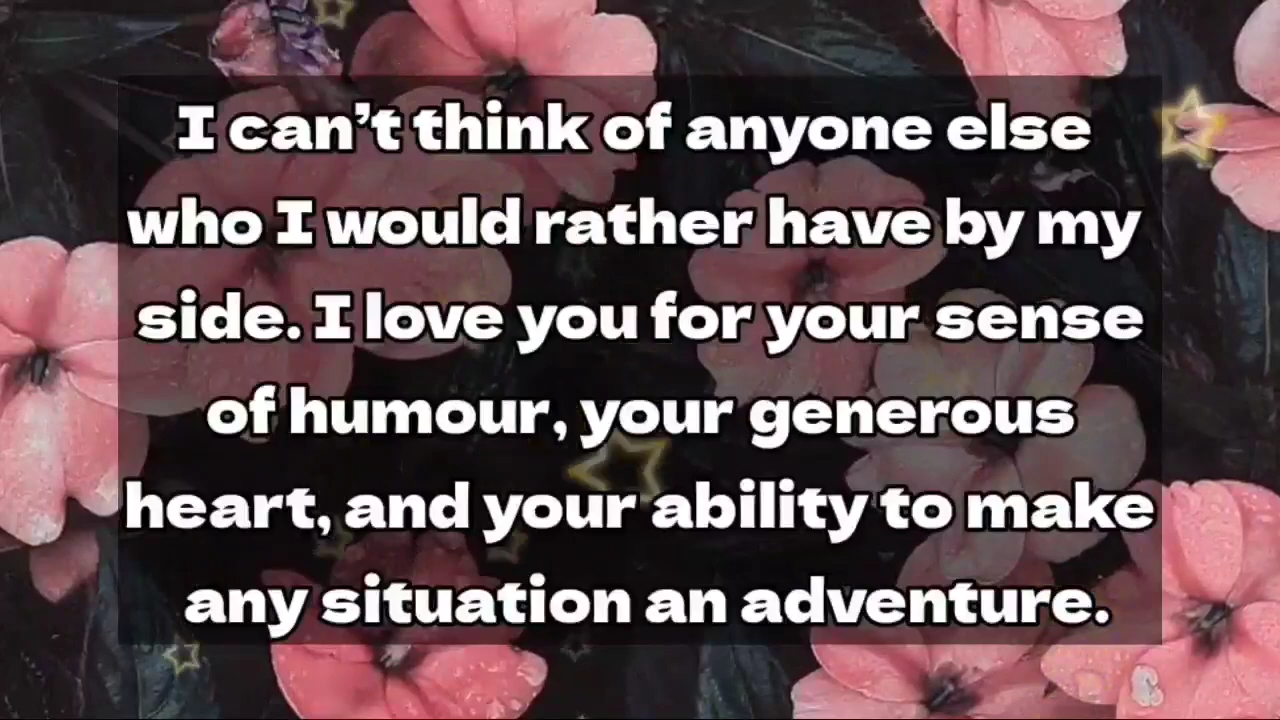 I can’t think of anyone else
who I would rather have by my
side. I love you for your sense
of humour, your generous
heart, and your ability to make
any situation an adventure.